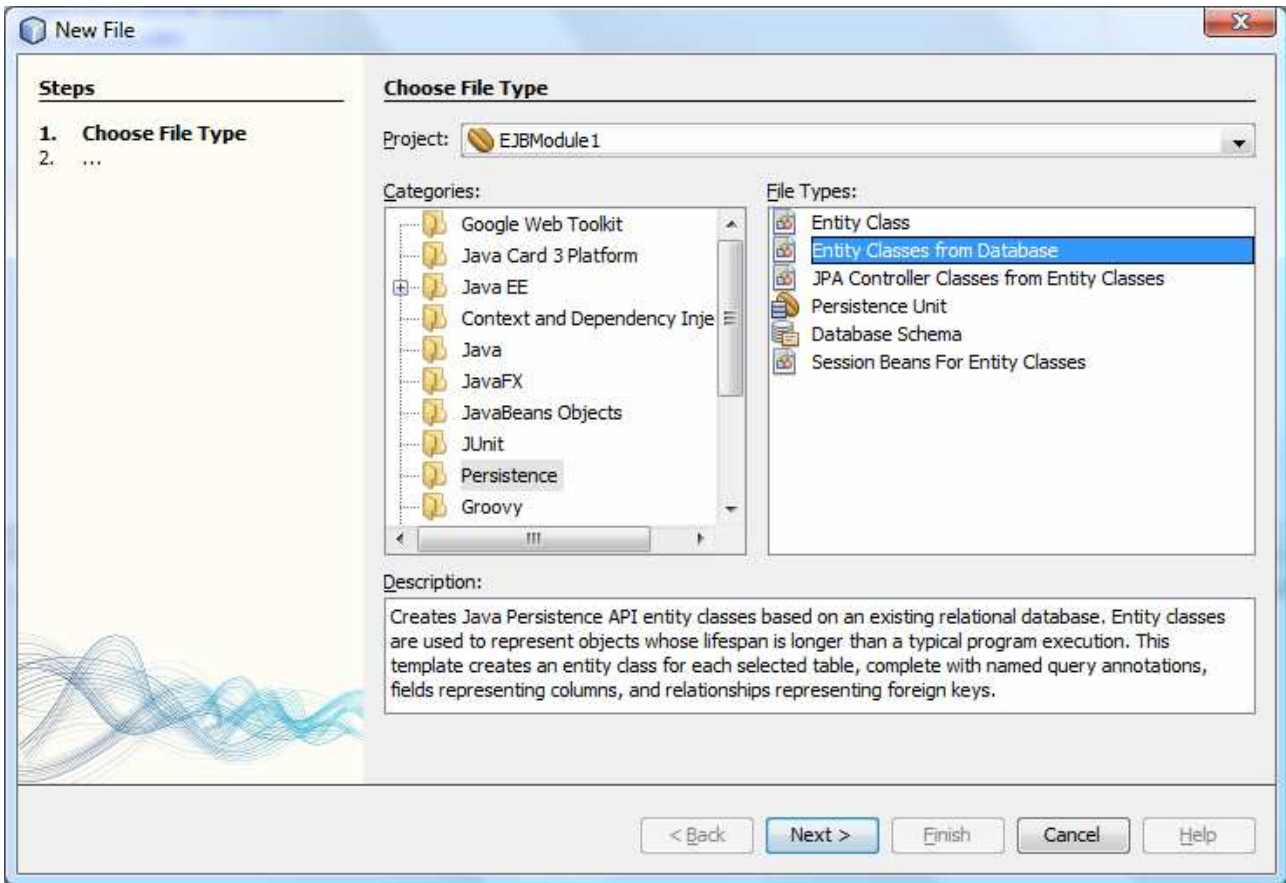 New File
Steps
1. Choose File Type
2. ...
Choose File Type
Project: EJBModule1
Categories:
Google Web Toolkit
Java Card 3 Platform
Java EE
Context and Dependency Inje
Java
JavaFX
JavaBeans Objects
JUnit
Persistence
Groovy
File Types:
Entity Class
Entity Classes from Database
JPA Controller Classes from Entity Classes
Persistence Unit
Database Schema
Session Beans For Entity Classes
Description:
Creates Java Persistence API entity classes based on an existing relational database. Entity classes
are used to represent objects whose lifespan is longer than a typical program execution. This
template creates an entity class for each selected table, complete with named query annotations,
fields representing columns, and relationships representing foreign keys.
< Back Next > Finish Cancel Help